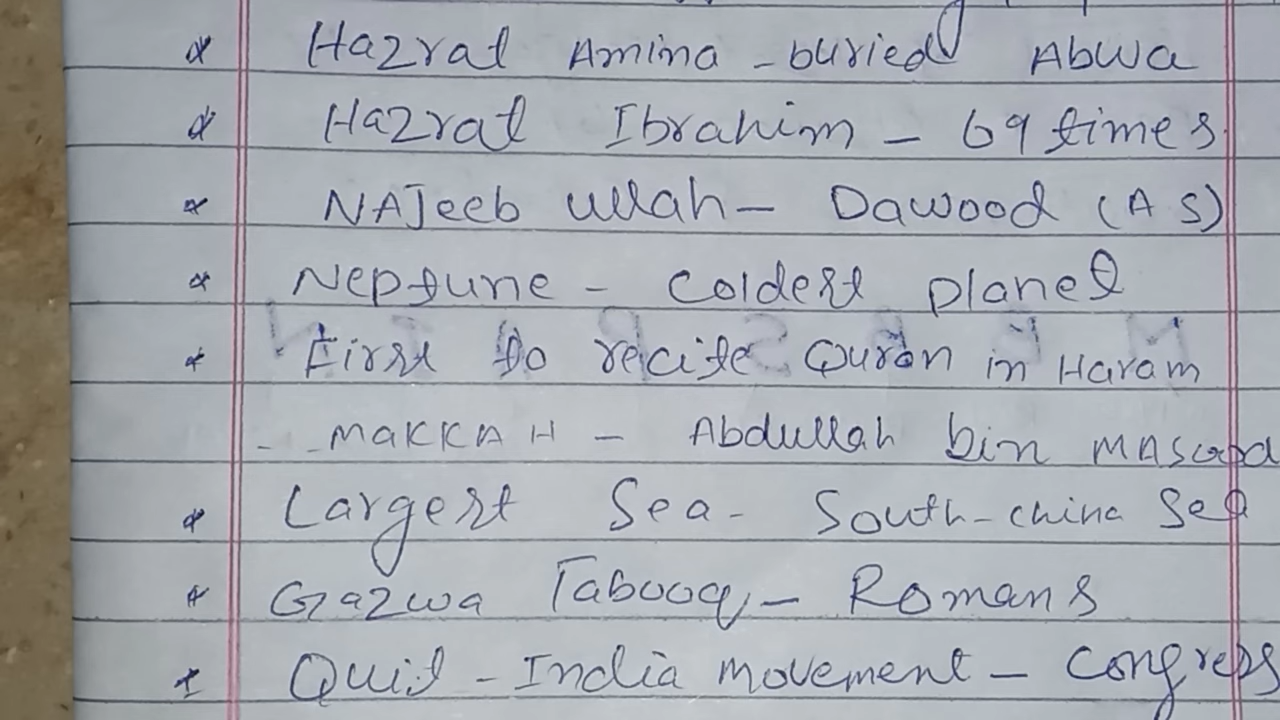 * Hazrat Amina - buried Abwa
* Hazrat Ibrahim - 69 times
* NAJeeb ullah - Dawood (A S)
* Neptune - Coldest planet
* First to recite Quran in Haram
- - MAKKAH - Abdullah bin MAsood
* Largest Sea - South-china Sea
* Gazwa Tabooq - Romans
* Quit - India movement - Congress